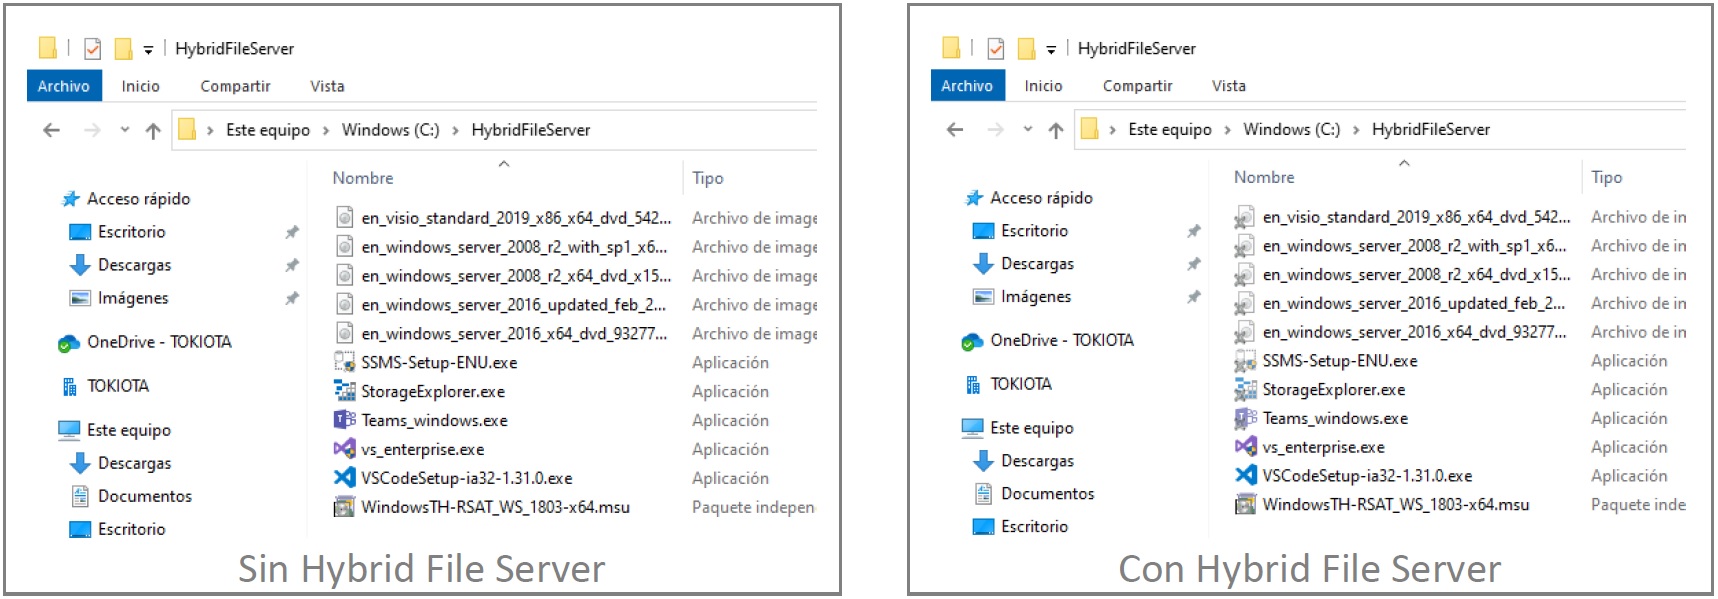 HybridFileServer
Archivo Inicio Compartir Vista
Este equipo Windows (C:) HybridFileServer
Acceso rápido
Escritorio
Descargas
Imágenes
OneDrive - TOKIOTA
TOKIOTA
Este equipo
Descargas
Documentos
Escritorio
Nombre Tipo
en_visio_standard_2019_x86_x64_dvd_542... Archivo de image
en_windows_server_2008_r2_with_sp1_x6... Archivo de image
en_windows_server_2008_r2_x64_dvd_x15... Archivo de image
en_windows_server_2016_updated_feb_2... Archivo de image
en_windows_server_2016_x64_dvd_93277... Archivo de image
SSMS-Setup-ENU.exe Aplicación
StorageExplorer.exe Aplicación
Teams_windows.exe Aplicación
vs_enterprise.exe Aplicación
VSCodeSetup-ia32-1.31.0.exe Aplicación
WindowsTH-RSAT_WS_1803-x64.msu Paquete indepen
Sin Hybrid File Server
HybridFileServer
Archivo Inicio Compartir Vista
Este equipo Windows (C:) HybridFileServer
Acceso rápido
Escritorio
Descargas
Imágenes
OneDrive - TOKIOTA
TOKIOTA
Este equipo
Descargas
Documentos
Escritorio
Nombre Tipo
en_visio_standard_2019_x86_x64_dvd_542... Archivo de in
en_windows_server_2008_r2_with_sp1_x6... Archivo de in
en_windows_server_2008_r2_x64_dvd_x15... Archivo de in
en_windows_server_2016_updated_feb_2... Archivo de in
en_windows_server_2016_x64_dvd_93277... Archivo de in
SSMS-Setup-ENU.exe Aplicación
StorageExplorer.exe Aplicación
Teams_windows.exe Aplicación
vs_enterprise.exe Aplicación
VSCodeSetup-ia32-1.31.0.exe Aplicación
WindowsTH-RSAT_WS_1803-x64.msu Paquete inde
Con Hybrid File Server